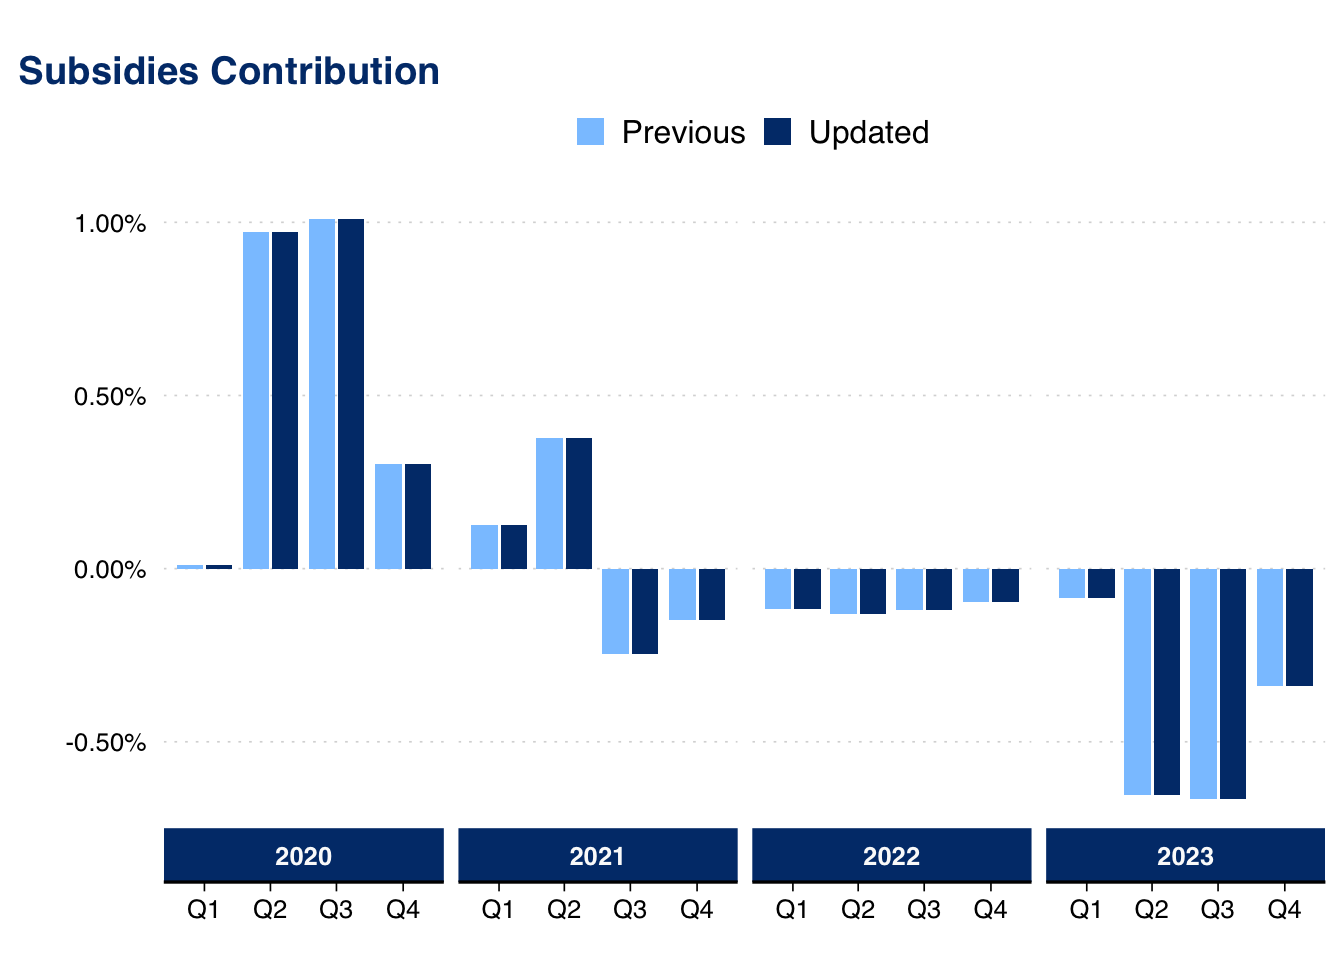 Subsidies Contribution
Previous Updated
1.00%
0.50%
0.00%
-0.50%
2020 2021 2022 2023
Q1 Q2 Q3 Q4 Q1 Q2 Q3 Q4 Q1 Q2 Q3 Q4 Q1 Q2 Q3 Q4